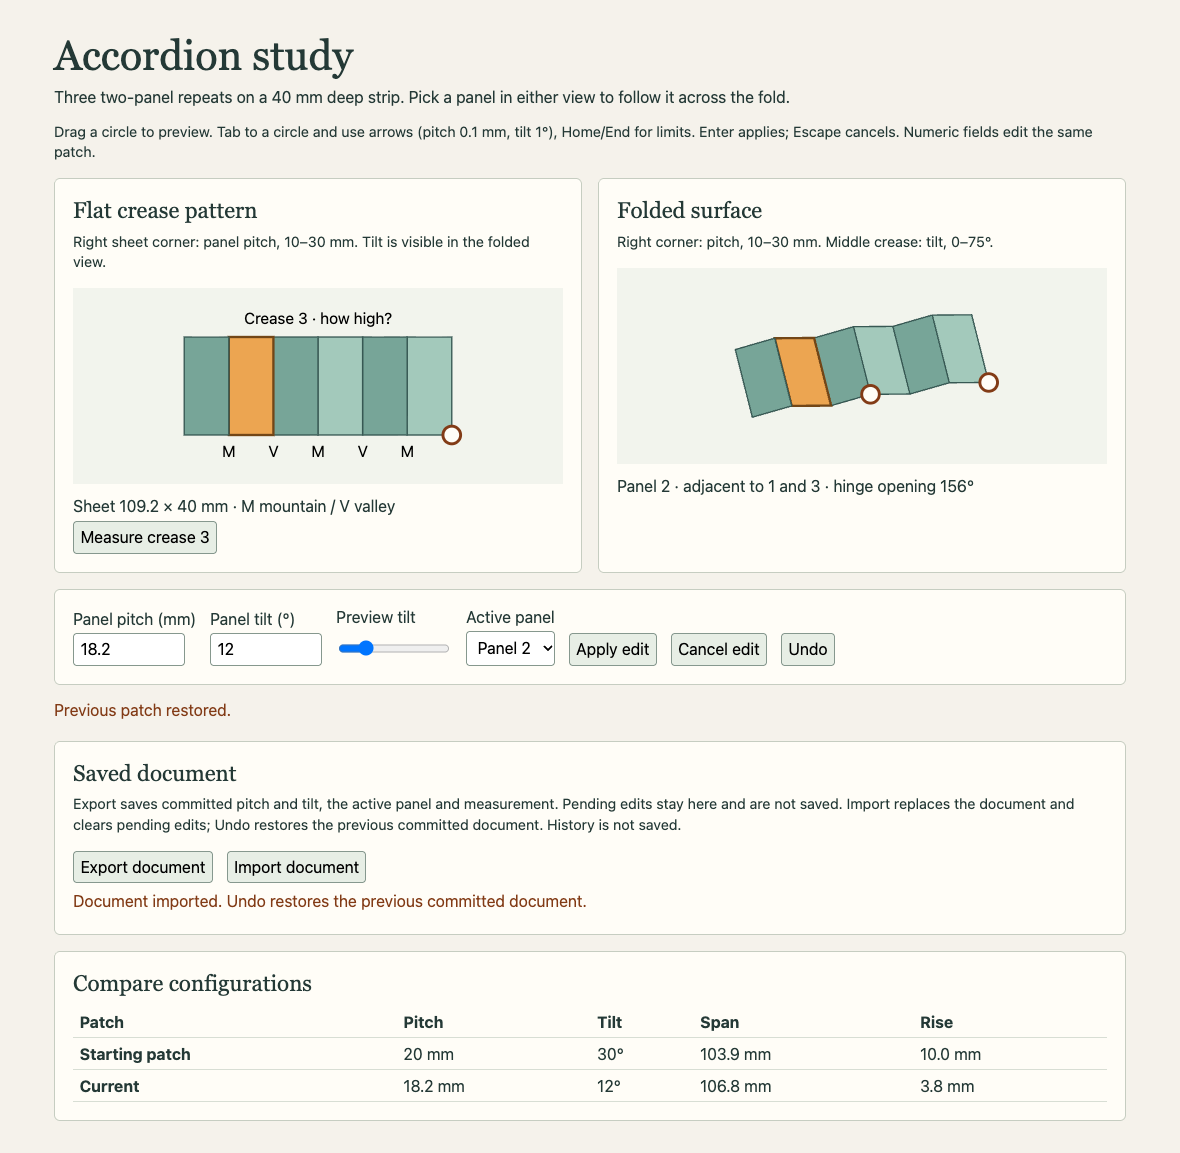 Accordion study
Three two-panel repeats on a 40 mm deep strip. Pick a panel in either view to follow it across the fold.
Drag a circle to preview. Tab to a circle and use arrows (pitch 0.1 mm, tilt 1°), Home/End for limits. Enter applies; Escape cancels. Numeric fields edit the same
patch.
Flat crease pattern
Right sheet corner: panel pitch, 10–30 mm. Tilt is visible in the folded
view.
Crease 3 · how high?
M V M V M
Sheet 109.2 × 40 mm · M mountain / V valley
Measure crease 3
Folded surface
Right corner: pitch, 10–30 mm. Middle crease: tilt, 0–75°.
Panel 2 · adjacent to 1 and 3 · hinge opening 156°
Panel pitch (mm) Panel tilt (°) Preview tilt Active panel
18.2 12 Panel 2 Apply edit Cancel edit Undo
Previous patch restored.
Saved document
Export saves committed pitch and tilt, the active panel and measurement. Pending edits stay here and are not saved. Import replaces the document and
clears pending edits; Undo restores the previous committed document. History is not saved.
Export document Import document
Document imported. Undo restores the previous committed document.
Compare configurations
Patch Pitch Tilt Span Rise
Starting patch 20 mm 30° 103.9 mm 10.0 mm
Current 18.2 mm 12° 106.8 mm 3.8 mm